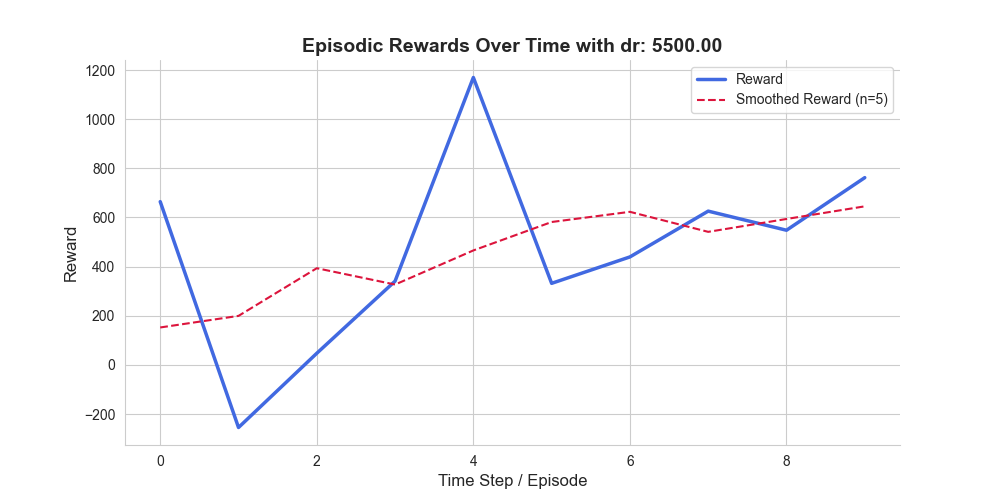 Episodic Rewards Over Time with dr: 5500.00
Reward
Smoothed Reward (n=5)
1200
1000
800
600
400
200
0
−200
Reward
0 2 4 6 8
Time Step / Episode